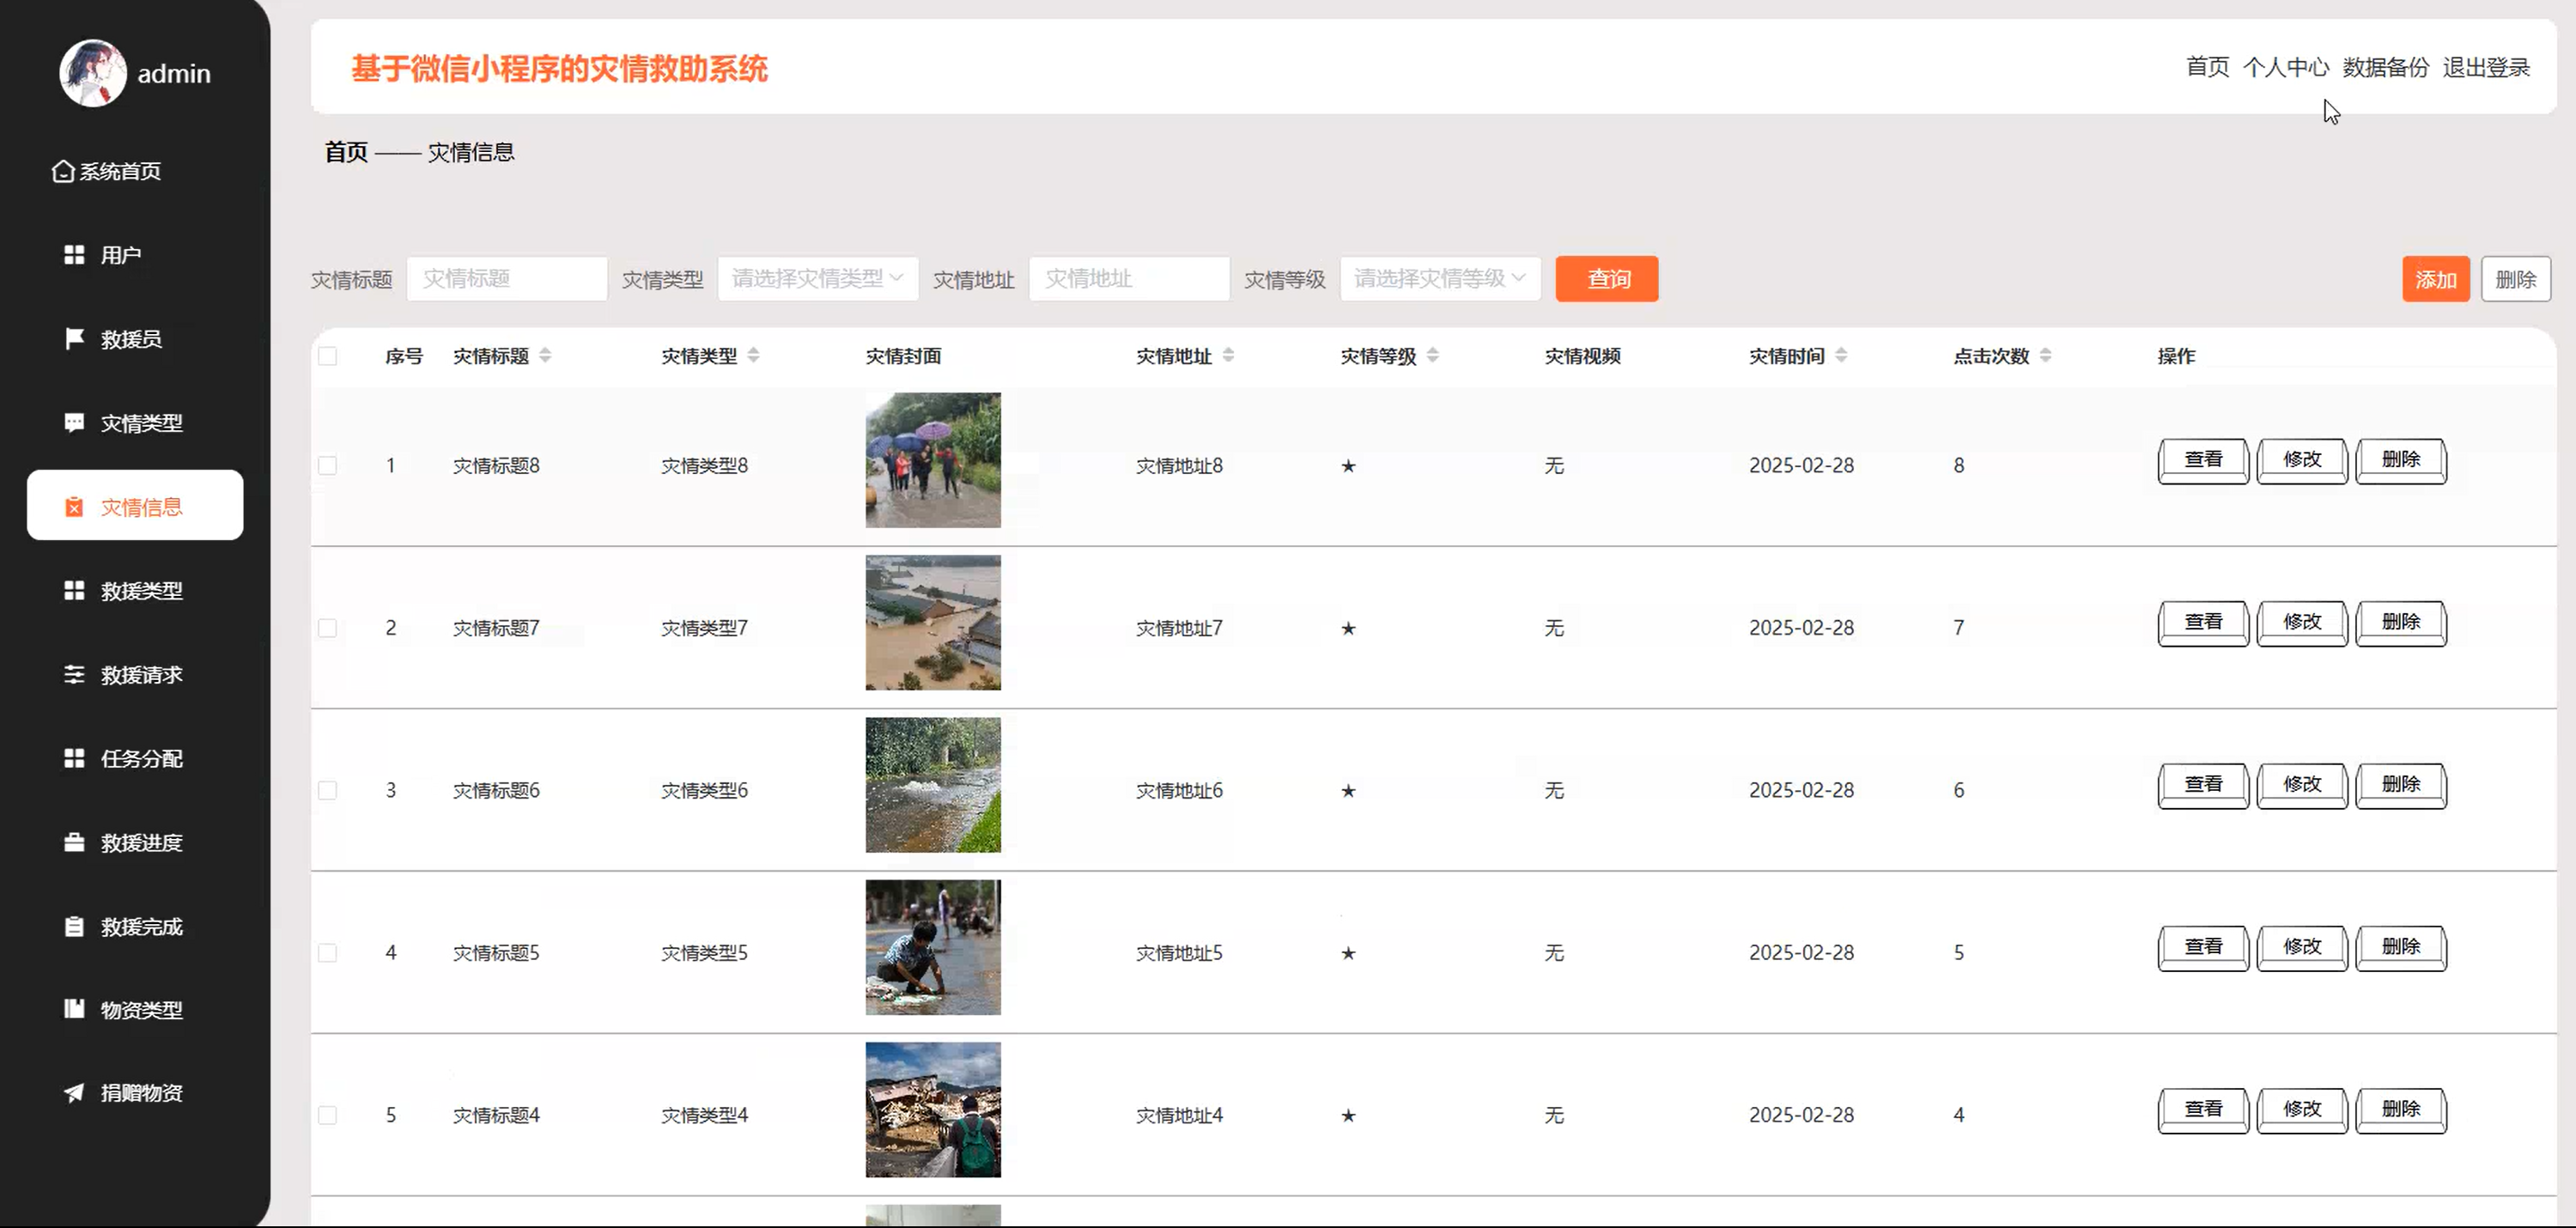 admin
系统首页
用户
救援员
灾情类型
灾情信息
救援类型
救援请求
任务分配
救援进度
救援完成
物资类型
捐赠物资
基于微信小程序的灾情救助系统
首页 个人中心 数据备份 退出登录
首页 —— 灾情信息
灾情标题 灾情标题 灾情类型 请选择灾情类型 灾情地址 灾情地址 灾情等级 请选择灾情等级 查询 添加 删除
序号 灾情标题 灾情类型 灾情封面 灾情地址 灾情等级 灾情视频 灾情时间 点击次数 操作
1 灾情标题8 灾情类型8 灾情地址8 ★ 无 2025-02-28 8 查看 修改 删除
2 灾情标题7 灾情类型7 灾情地址7 ★ 无 2025-02-28 7 查看 修改 删除
3 灾情标题6 灾情类型6 灾情地址6 ★ 无 2025-02-28 6 查看 修改 删除
4 灾情标题5 灾情类型5 灾情地址5 ★ 无 2025-02-28 5 查看 修改 删除
5 灾情标题4 灾情类型4 灾情地址4 ★ 无 2025-02-28 4 查看 修改 删除